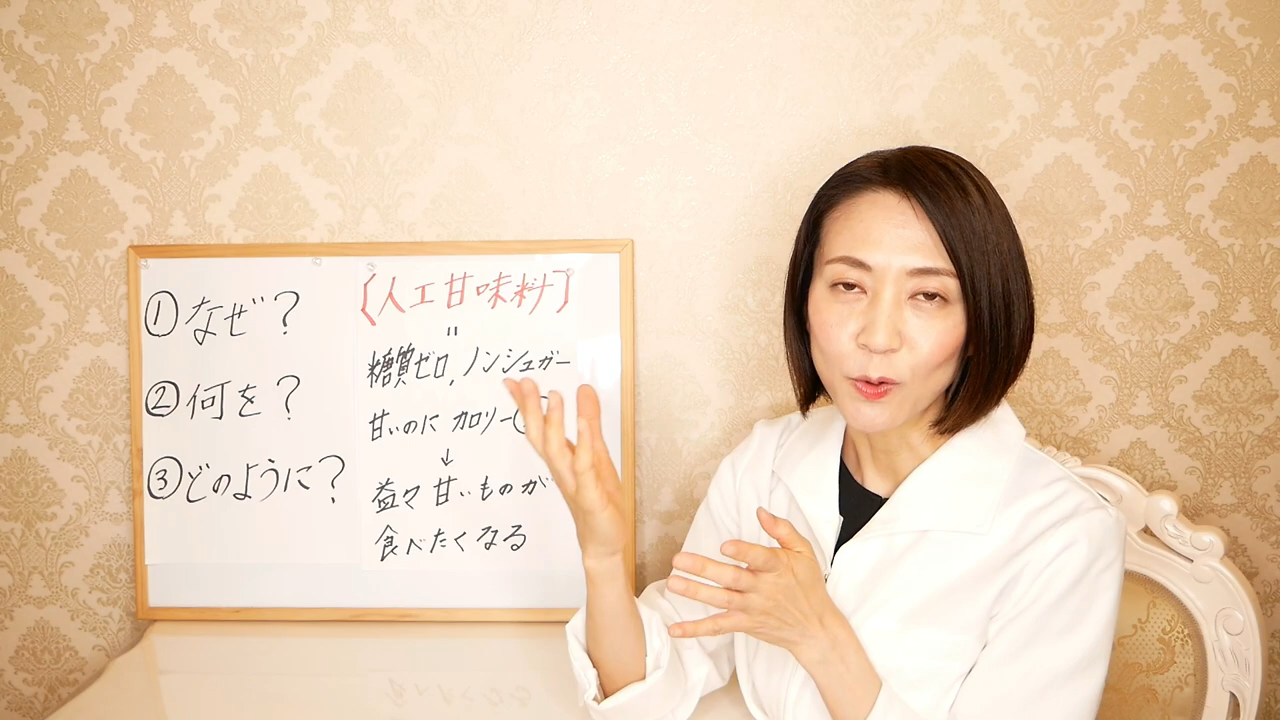 ①なぜ?
②何を?
③どのように?
〔人工甘味料〕
＝
糖質ゼロ, ノンシュガー
甘いのに カロリー
↓
益々 甘いものが
食べたくなる